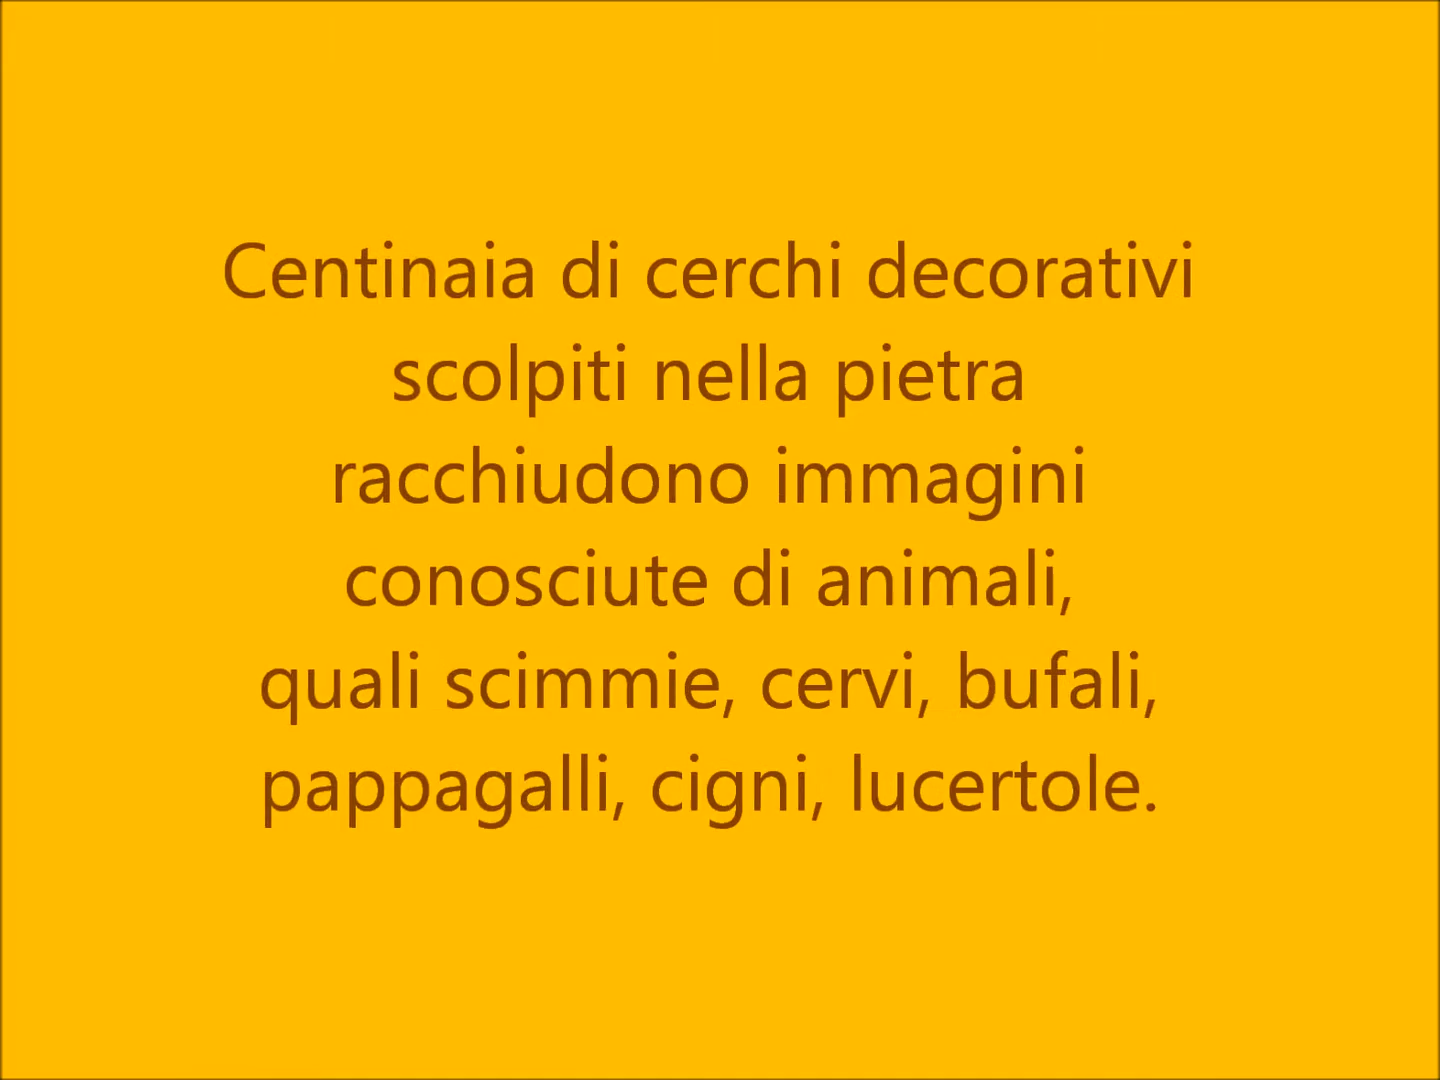 Centinaia di cerchi decorativi
scolpiti nella pietra
racchiudono immagini
conosciute di animali,
quali scimmie, cervi, bufali,
pappagalli, cigni, lucertole.